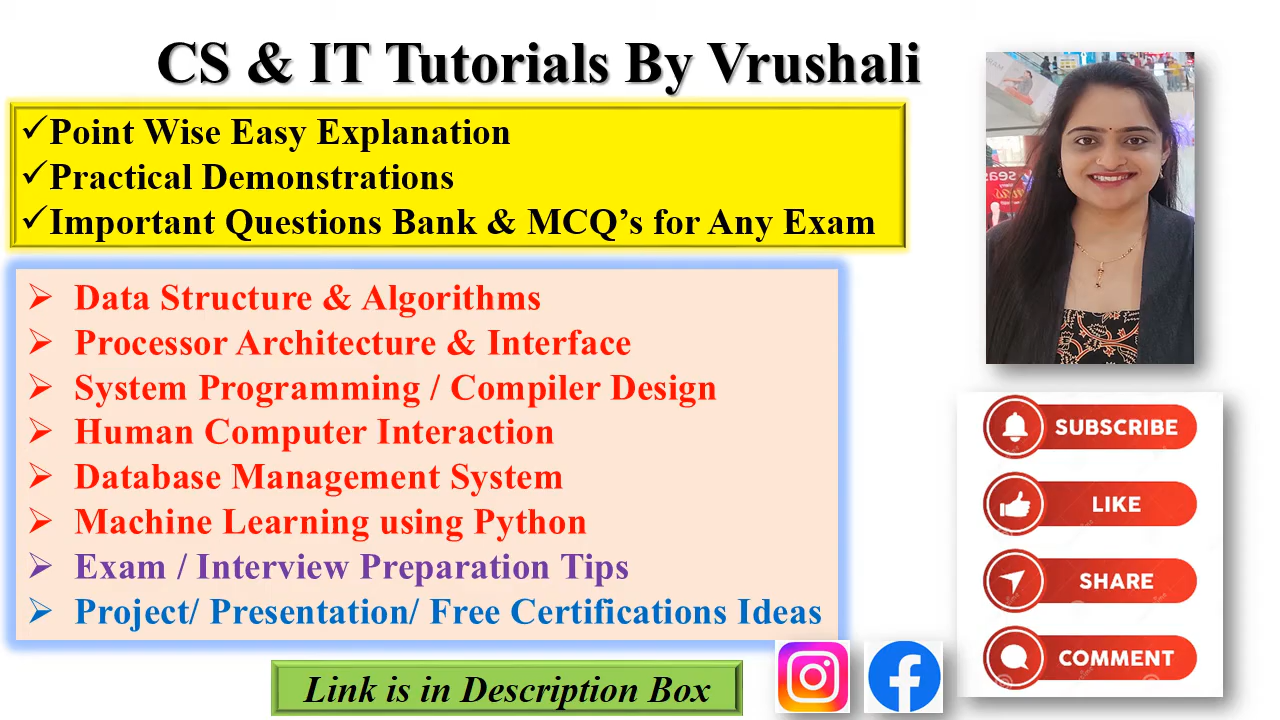 CS & IT Tutorials By Vrushali
✓Point Wise Easy Explanation
✓Practical Demonstrations
✓Important Questions Bank & MCQ’s for Any Exam
➢ Data Structure & Algorithms
➢ Processor Architecture & Interface
➢ System Programming / Compiler Design
➢ Human Computer Interaction
➢ Database Management System
➢ Machine Learning using Python
➢ Exam / Interview Preparation Tips
➢ Project/ Presentation/ Free Certifications Ideas
Link is in Description Box
SUBSCRIBE
LIKE
SHARE
COMMENT